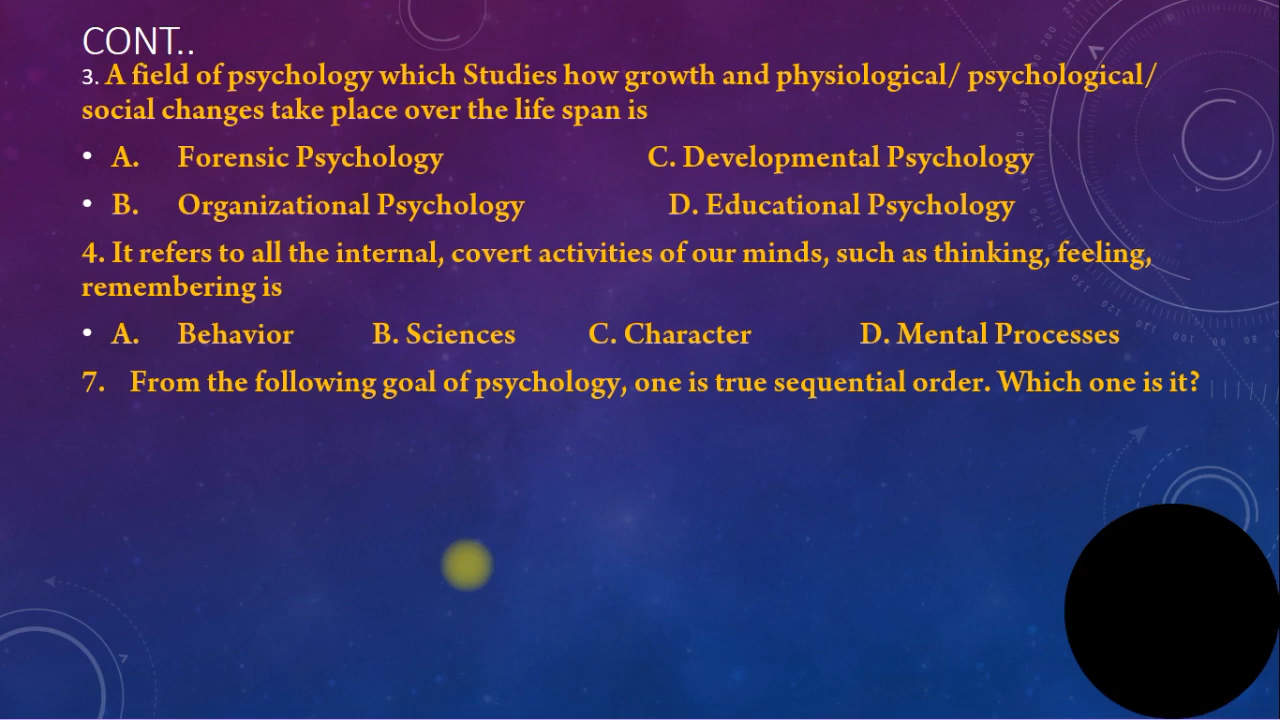 CONT..
3. A field of psychology which Studies how growth and physiological/ psychological/
social changes take place over the life span is
• A. Forensic Psychology C. Developmental Psychology
• B. Organizational Psychology D. Educational Psychology
4. It refers to all the internal, covert activities of our minds, such as thinking, feeling,
remembering is
• A. Behavior B. Sciences C. Character D. Mental Processes
7. From the following goal of psychology, one is true sequential order. Which one is it?